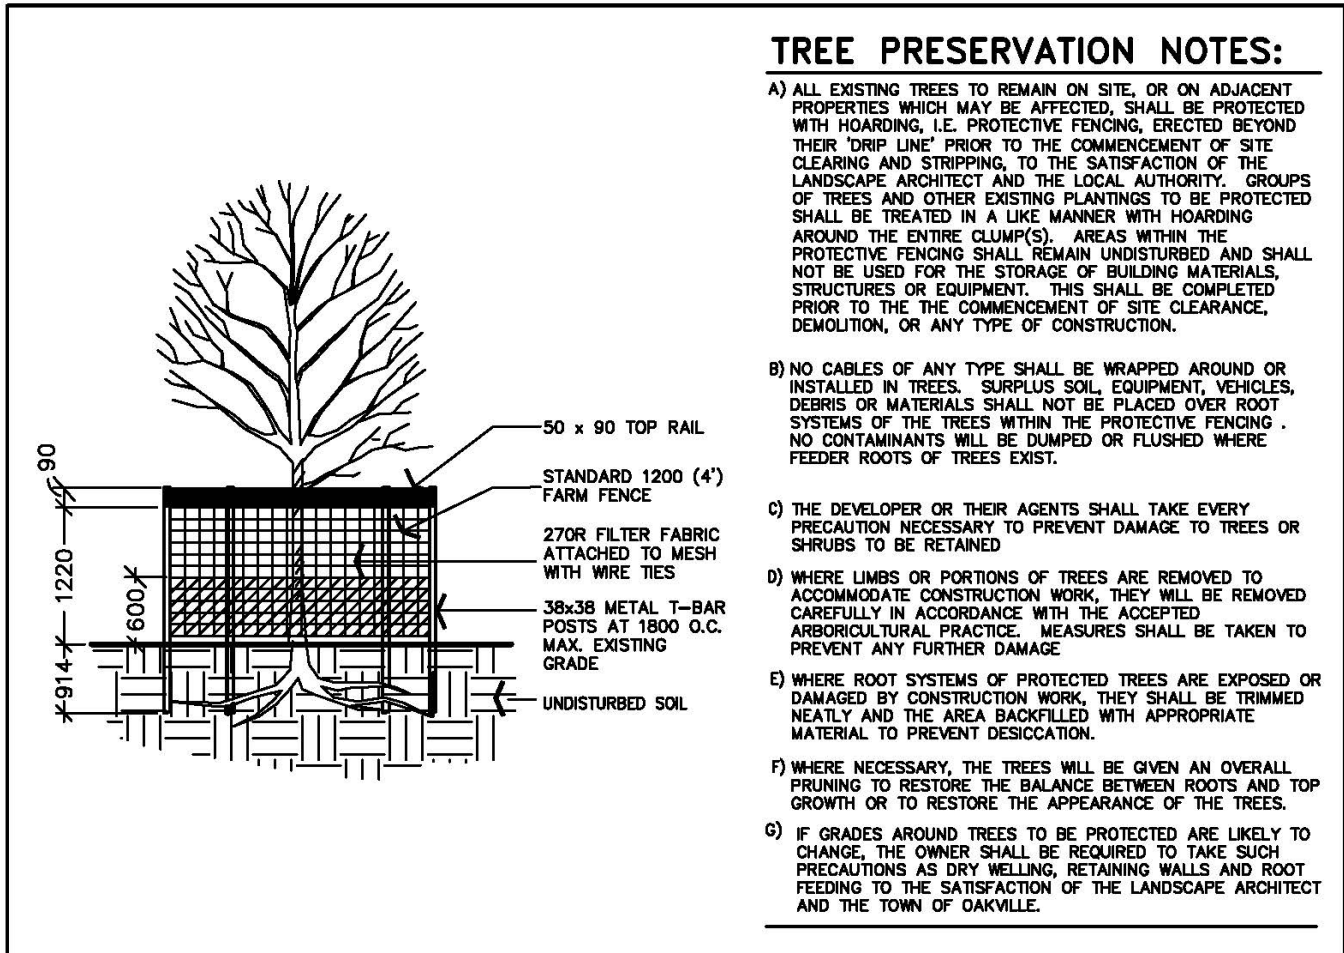 TREE PRESERVATION NOTES:
A) ALL EXISTING TREES TO REMAIN ON SITE, OR ON ADJACENT
PROPERTIES WHICH MAY BE AFFECTED, SHALL BE PROTECTED
WITH HOARDING, I.E. PROTECTIVE FENCING, ERECTED BEYOND
THEIR 'DRIP LINE' PRIOR TO THE COMMENCEMENT OF SITE
CLEARING AND STRIPPING, TO THE SATISFACTION OF THE
LANDSCAPE ARCHITECT AND THE LOCAL AUTHORITY. GROUPS
OF TREES AND OTHER EXISTING PLANTINGS TO BE PROTECTED
SHALL BE TREATED IN A LIKE MANNER WITH HOARDING
AROUND THE ENTIRE CLUMP(S). AREAS WITHIN THE
PROTECTIVE FENCING SHALL REMAIN UNDISTURBED AND SHALL
NOT BE USED FOR THE STORAGE OF BUILDING MATERIALS,
STRUCTURES OR EQUIPMENT. THIS SHALL BE COMPLETED
PRIOR TO THE THE COMMENCEMENT OF SITE CLEARANCE,
DEMOLITION, OR ANY TYPE OF CONSTRUCTION.
B) NO CABLES OF ANY TYPE SHALL BE WRAPPED AROUND OR
INSTALLED IN TREES. SURPLUS SOIL, EQUIPMENT, VEHICLES,
DEBRIS OR MATERIALS SHALL NOT BE PLACED OVER ROOT
SYSTEMS OF THE TREES WITHIN THE PROTECTIVE FENCING .
NO CONTAMINANTS WILL BE DUMPED OR FLUSHED WHERE
FEEDER ROOTS OF TREES EXIST.
C) THE DEVELOPER OR THEIR AGENTS SHALL TAKE EVERY
PRECAUTION NECESSARY TO PREVENT DAMAGE TO TREES OR
SHRUBS TO BE RETAINED
D) WHERE LIMBS OR PORTIONS OF TREES ARE REMOVED TO
ACCOMMODATE CONSTRUCTION WORK, THEY WILL BE REMOVED
CAREFULLY IN ACCORDANCE WITH THE ACCEPTED
ARBORICULTURAL PRACTICE. MEASURES SHALL BE TAKEN TO
PREVENT ANY FURTHER DAMAGE
E) WHERE ROOT SYSTEMS OF PROTECTED TREES ARE EXPOSED OR
DAMAGED BY CONSTRUCTION WORK, THEY SHALL BE TRIMMED
NEATLY AND THE AREA BACKFILLED WITH APPROPRIATE
MATERIAL TO PREVENT DESICCATION.
F) WHERE NECESSARY, THE TREES WILL BE GIVEN AN OVERALL
PRUNING TO RESTORE THE BALANCE BETWEEN ROOTS AND TOP
GROWTH OR TO RESTORE THE APPEARANCE OF THE TREES.
G) IF GRADES AROUND TREES TO BE PROTECTED ARE LIKELY TO
CHANGE, THE OWNER SHALL BE REQUIRED TO TAKE SUCH
PRECAUTIONS AS DRY WELLING, RETAINING WALLS AND ROOT
FEEDING TO THE SATISFACTION OF THE LANDSCAPE ARCHITECT
AND THE TOWN OF OAKVILLE.
50 x 90 TOP RAIL
STANDARD 1200 (4')
FARM FENCE
270R FILTER FABRIC
ATTACHED TO MESH
WITH WIRE TIES
38x38 METAL T-BAR
POSTS AT 1800 O.C.
MAX. EXISTING
GRADE
UNDISTURBED SOIL
90
1220
600
914